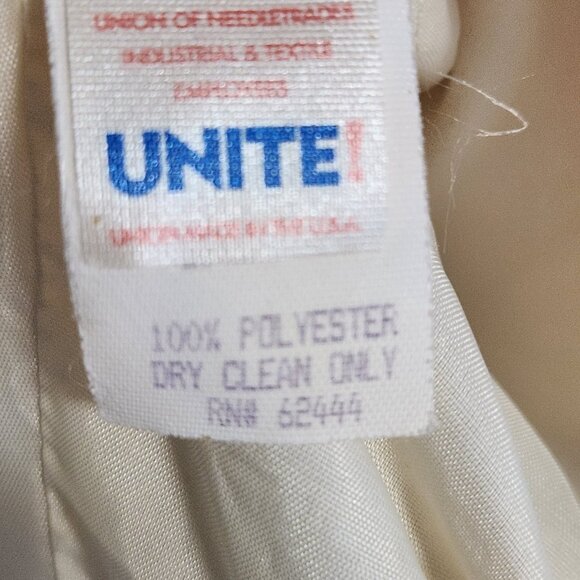 UNION OF NEEDLETRADES
INDUSTRIAL & TEXTILE
EMPLOYEES
UNITE!
UNION MADE IN THE U.S.A.
100% POLYESTER
DRY CLEAN ONLY
RN# 62444